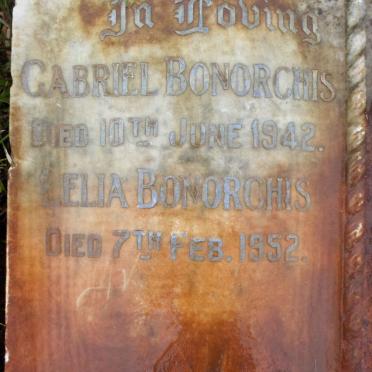 In Loving
GABRIEL BONORCHIS
DIED 10TH JUNE 1942.
LELIA BONORCHIS
DIED 7TH FEB. 1952.